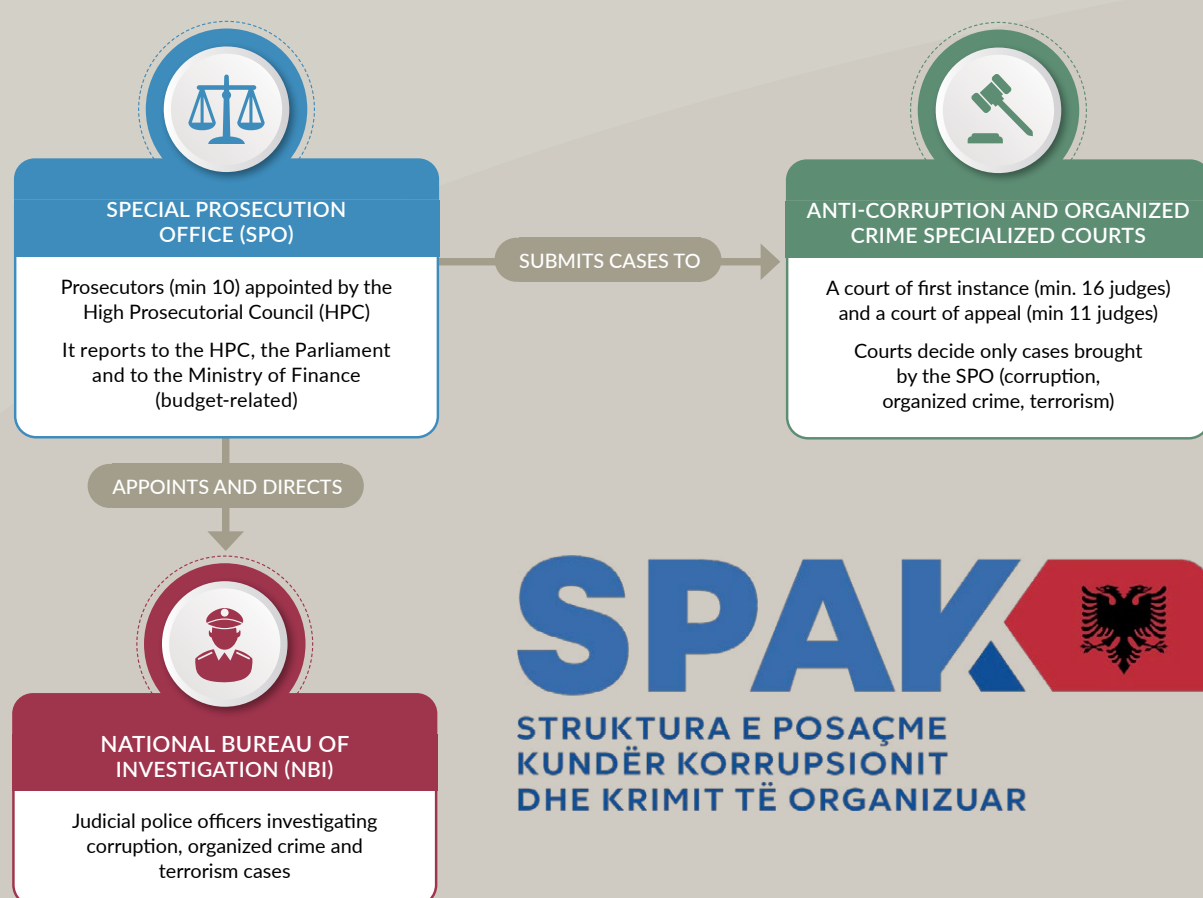 SPECIAL PROSECUTION
OFFICE (SPO)
Prosecutors (min 10) appointed by the
High Prosecutorial Council (HPC)
It reports to the HPC, the Parliament
and to the Ministry of Finance
(budget-related)
SUBMITS CASES TO
ANTI-CORRUPTION AND ORGANIZED
CRIME SPECIALIZED COURTS
A court of first instance (min. 16 judges)
and a court of appeal (min 11 judges)
Courts decide only cases brought
by the SPO (corruption,
organized crime, terrorism)
APPOINTS AND DIRECTS
NATIONAL BUREAU OF
INVESTIGATION (NBI)
Judicial police officers investigating
corruption, organized crime and
terrorism cases
SPAK
STRUKTURA E POSAÇME
KUNDËR KORRUPSIONIT
DHE KRIMIT TË ORGANIZUAR